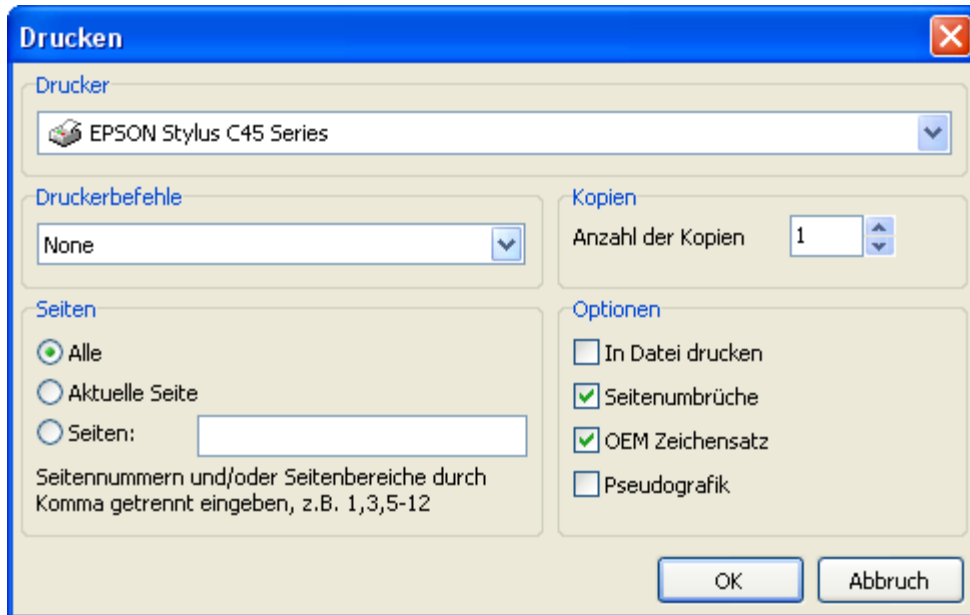 Drucken
Drucker
EPSON Stylus C45 Series
Druckerbefehle
None
Kopien
Anzahl der Kopien 1
Seiten
Alle
Aktuelle Seite
Seiten:
Seitennummern und/oder Seitenbereiche durch
Komma getrennt eingeben, z.B. 1,3,5-12
Optionen
In Datei drucken
Seitenumbrüche
OEM Zeichensatz
Pseudografik
OK Abbruch